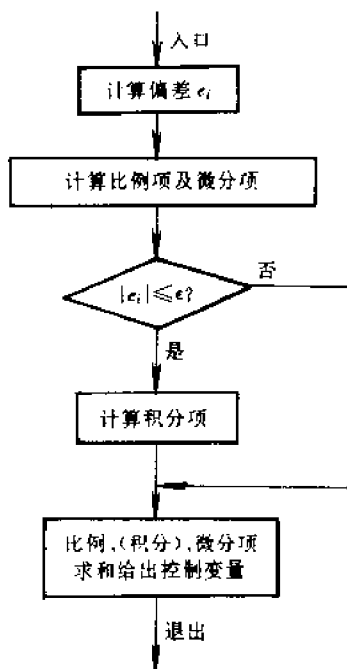 入口
计算偏差 eᵢ
计算比例项及微分项
|eᵢ|≤ϵ?
否
是
计算积分项
比例,(积分),微分项
求和给出控制变量
退出